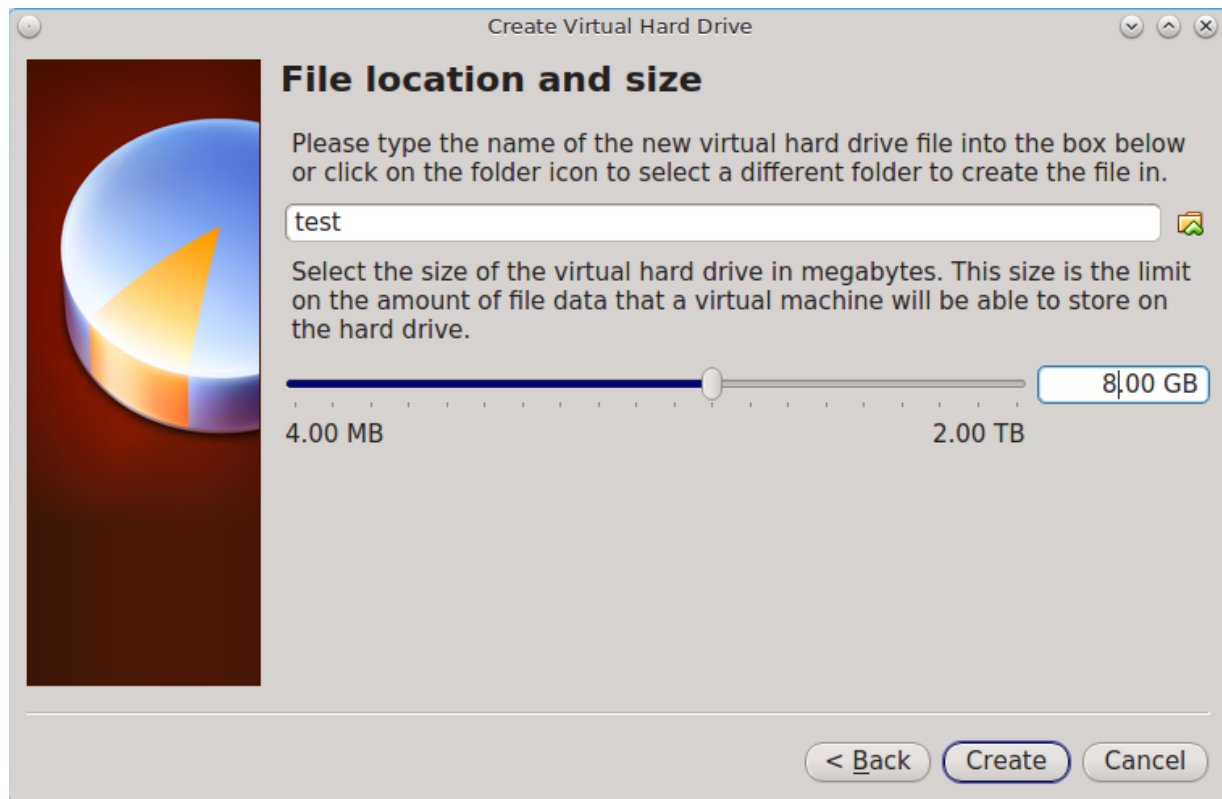 Create Virtual Hard Drive
File location and size
Please type the name of the new virtual hard drive file into the box below
or click on the folder icon to select a different folder to create the file in.
test
Select the size of the virtual hard drive in megabytes. This size is the limit
on the amount of file data that a virtual machine will be able to store on
the hard drive.
8.00 GB
4.00 MB 2.00 TB
< Back Create Cancel